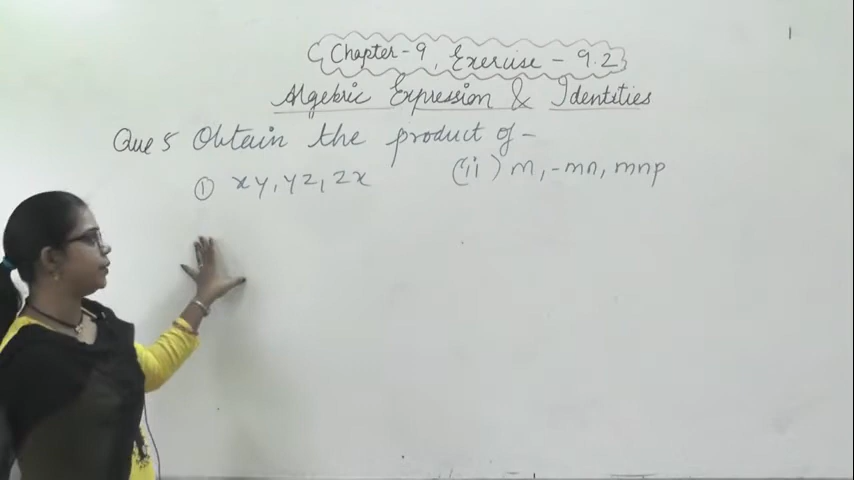 Chapter-9, Exercise - 9.2
Algebric Expression & Identities
Que 5 Obtain the product of -
① xy, yz, zx (ii) m, -mn, mnp